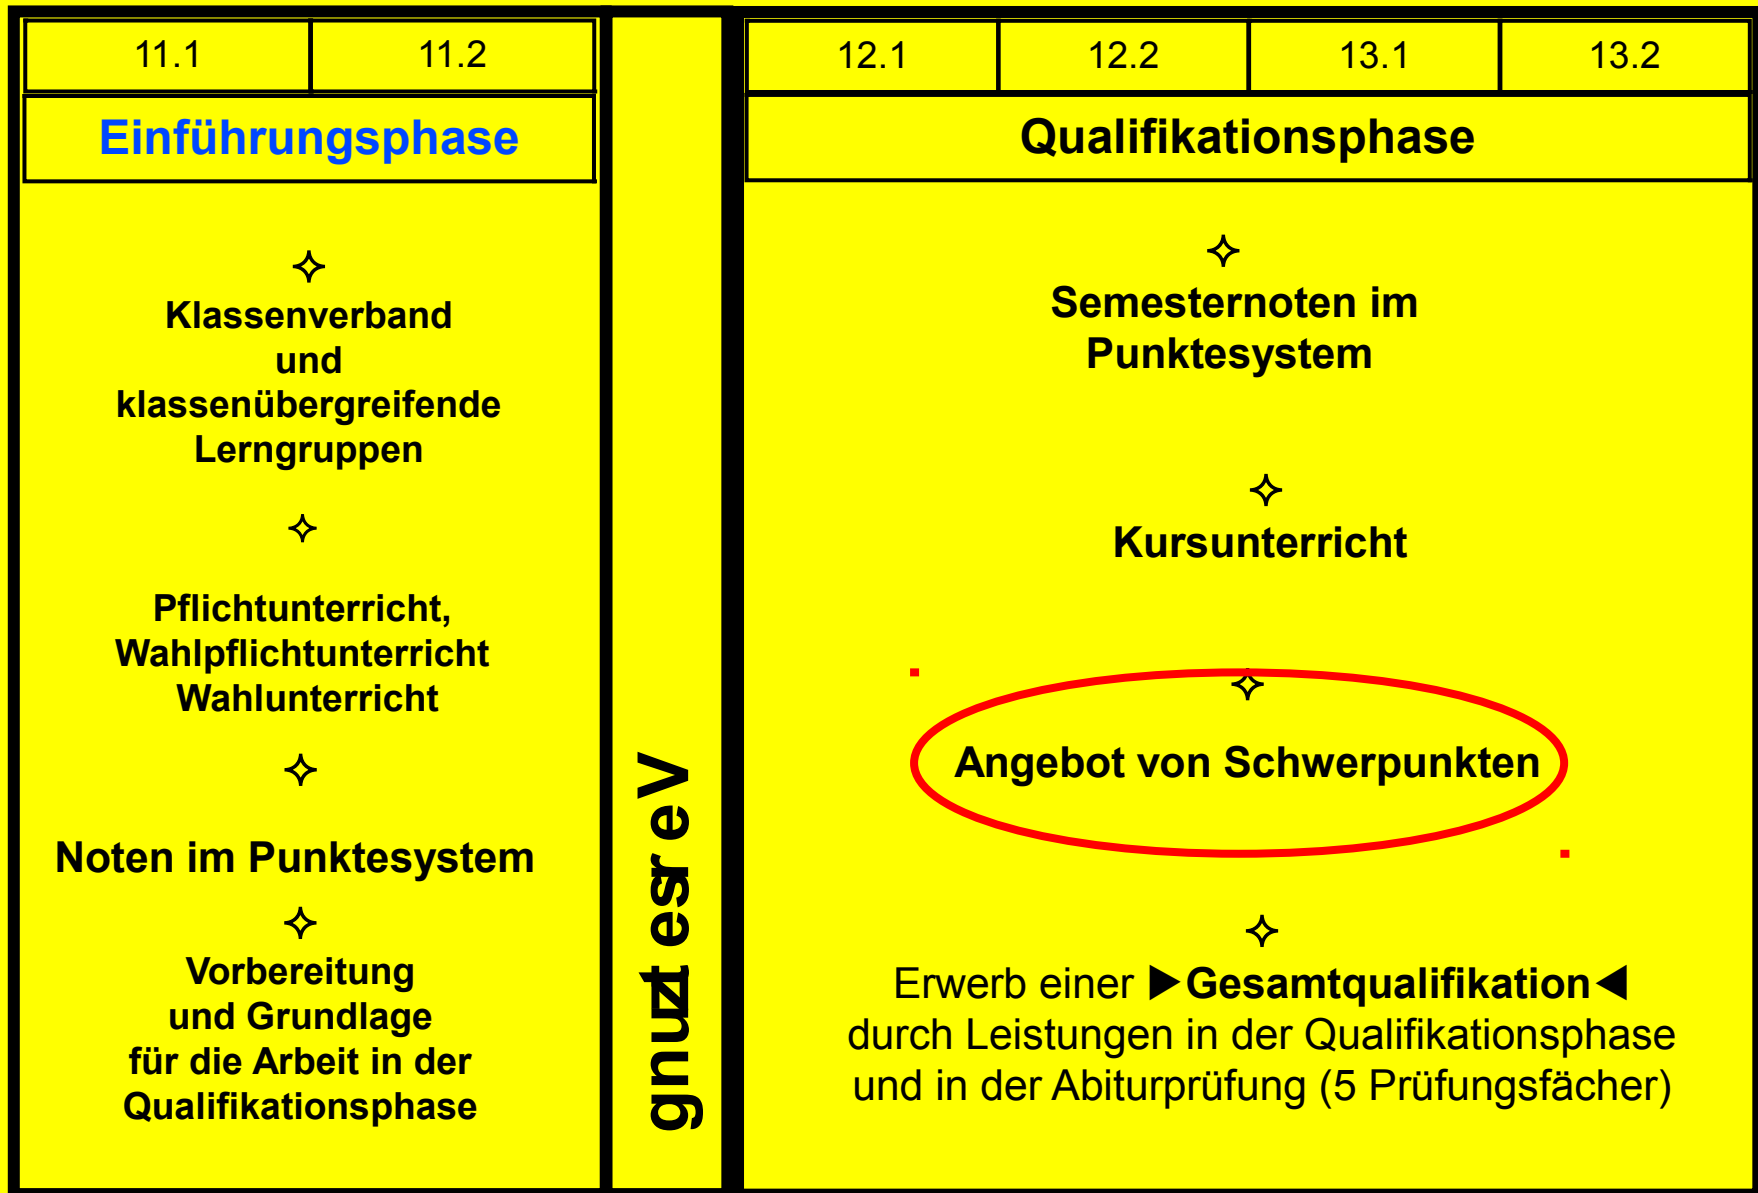 11.1 11.2
Einführungsphase
Klassenverband
und
klassenübergreifende
Lerngruppen
Pflichtunterricht,
Wahlpflichtunterricht
Wahlunterricht
Noten im Punktesystem
Vorbereitung
und Grundlage
für die Arbeit in der
Qualifikationsphase
gnuztesreV
12.1 12.2 13.1 13.2
Qualifikationsphase
Semesternoten im
Punktesystem
Kursunterricht
Angebot von Schwerpunkten
Erwerb einer ▶Gesamtqualifikation◀
durch Leistungen in der Qualifikationsphase
und in der Abiturprüfung (5 Prüfungsfächer)